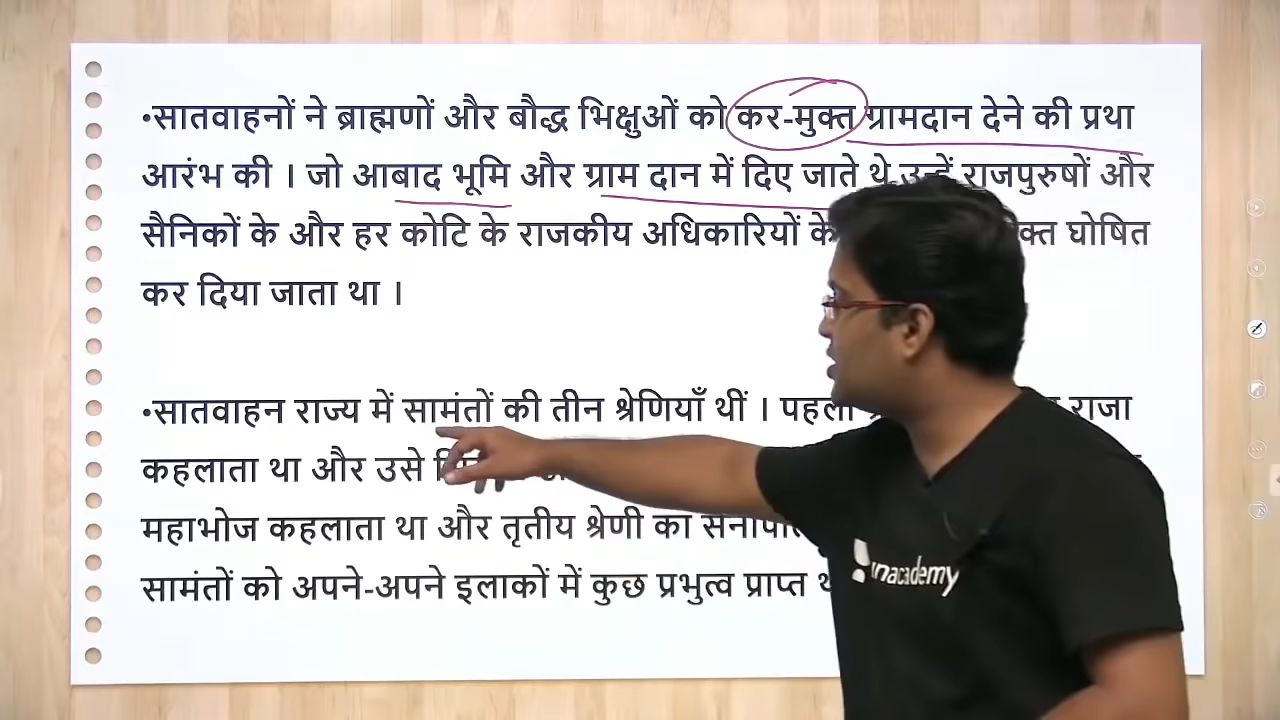 •सातवाहनों ने ब्राह्मणों और बौद्ध भिक्षुओं को कर-मुक्त ग्रामदान देने की प्रथा
आरंभ की । जो आबाद भूमि और ग्राम दान में दिए जाते थे उन्हें राजपुरुषों और
सैनिकों के और हर कोटि के राजकीय अधिकारियों के घोषित
कर दिया जाता था ।
•सातवाहन राज्य में सामंतों की तीन श्रेणियाँ थीं । पहली राजा
कहलाता था और उसे
महाभोज कहलाता था और तृतीय श्रेणी का
सामंतों को अपने-अपने इलाकों में कुछ प्रभुत्व प्राप्त
unacademy